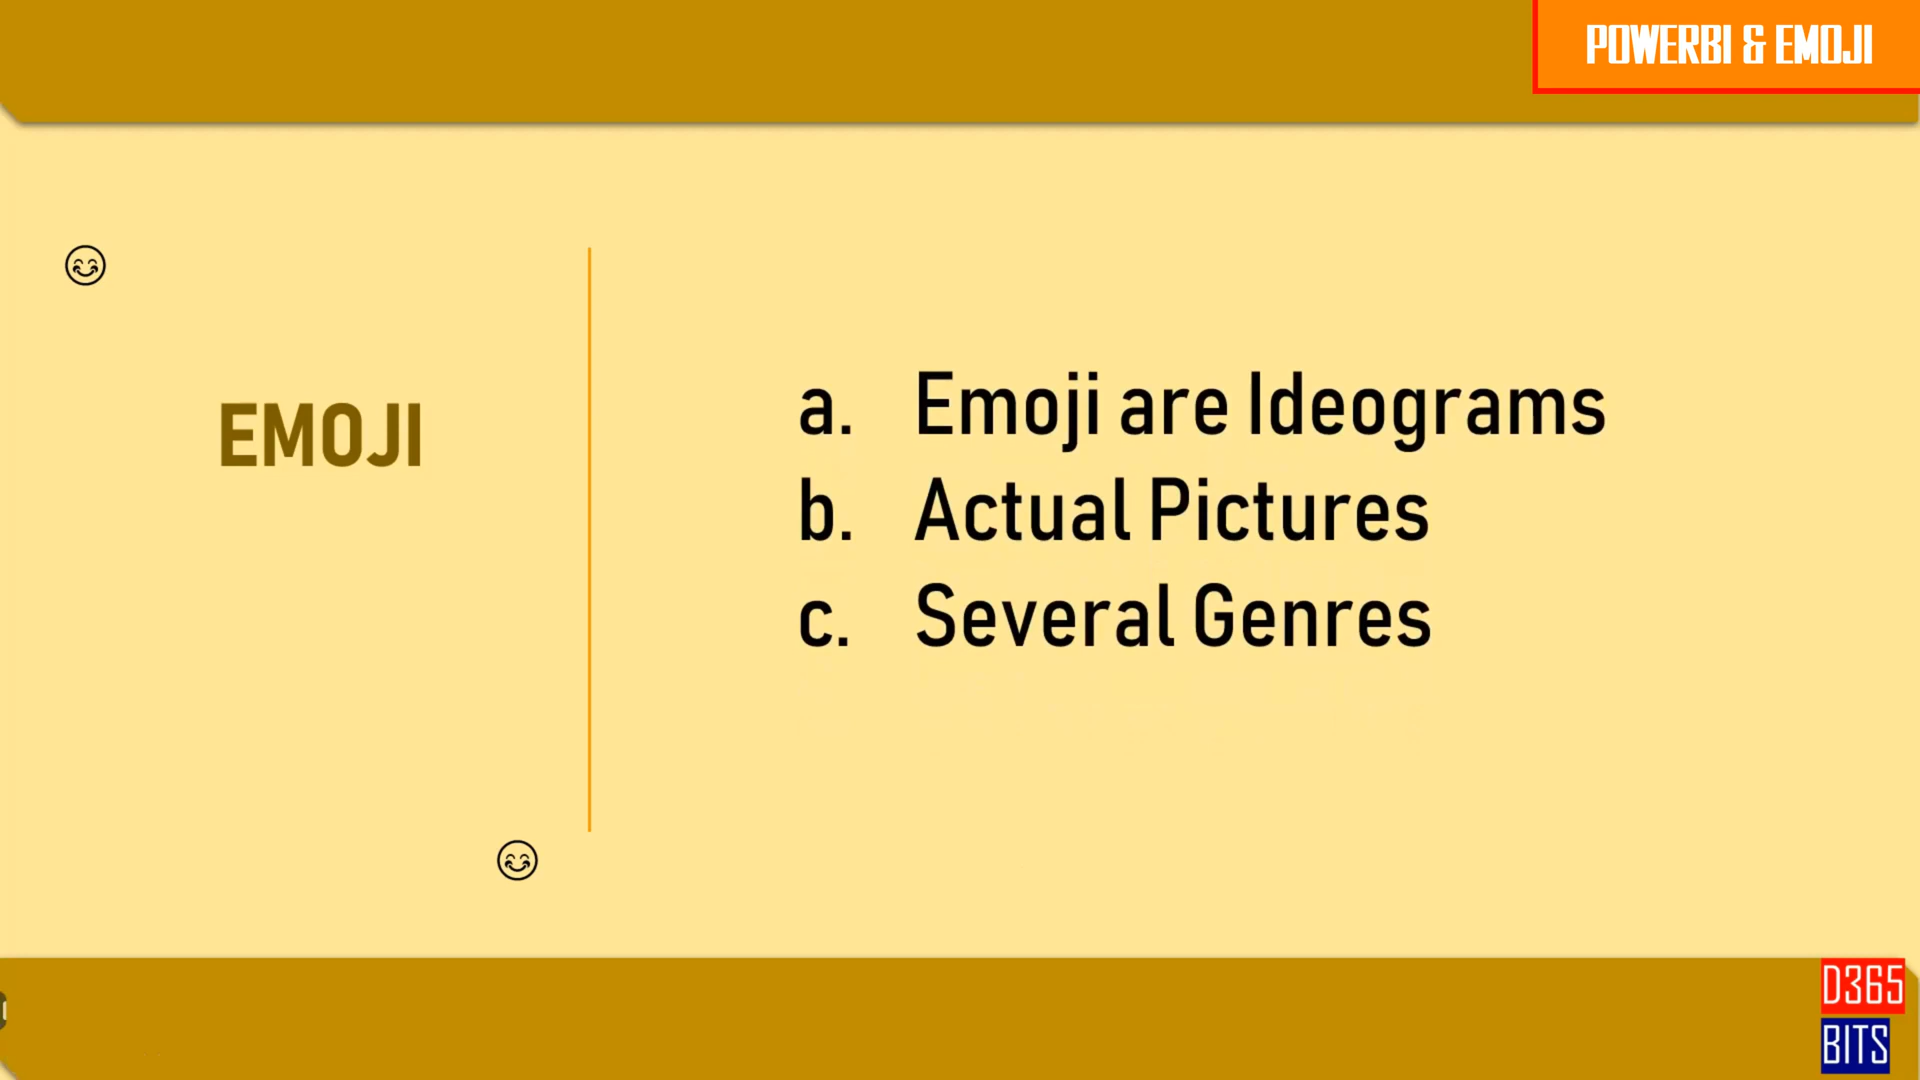 POWERBI & EMOJI
EMOJI
a. Emoji are Ideograms
b. Actual Pictures
c. Several Genres
D365
BITS